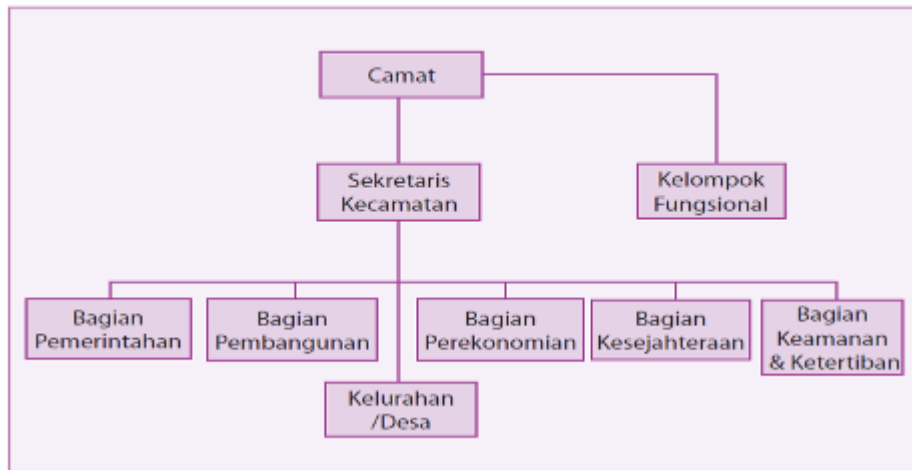 Camat
Sekretaris
Kecamatan
Kelompok
Fungsional
Bagian
Pemerintahan
Bagian
Pembangunan
Bagian
Perekonomian
Bagian
Kesejahteraan
Bagian
Keamanan
& Ketertiban
Kelurahan
/Desa